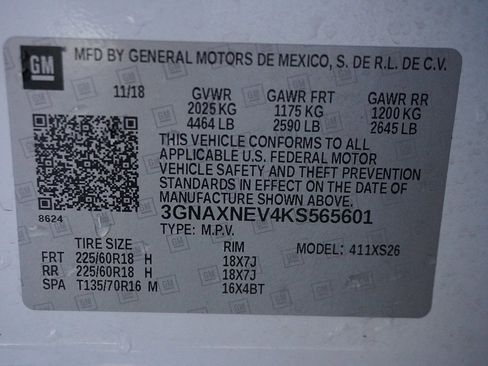 GM
MFD BY GENERAL MOTORS DE MEXICO, S. DE R.L. DE C.V.
11/18 GVWR GAWR FRT GAWR RR
2025 KG 1175 KG 1200 KG
4464 LB 2590 LB 2645 LB
THIS VEHICLE CONFORMS TO ALL
APPLICABLE U.S. FEDERAL MOTOR
VEHICLE SAFETY AND THEFT PREVENTION
STANDARDS IN EFFECT ON THE DATE OF
MANUFACTURE SHOWN ABOVE.
8624 3GNAXNEV4KS565601
TYPE: M.P.V.
TIRE SIZE RIM MODEL: 411XS26
FRT 225/60R18 H 18X7J
RR 225/60R18 H 18X7J
SPA T135/70R16 M 16X4BT